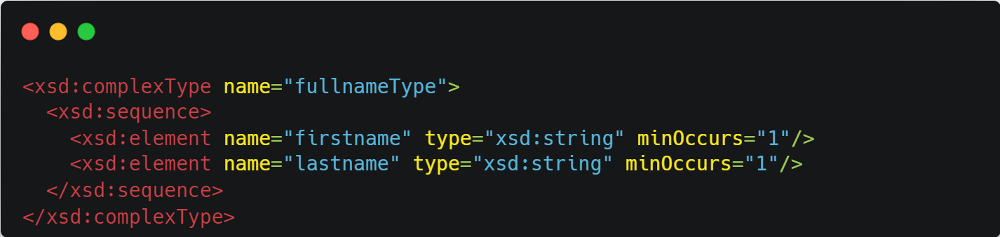 <xsd:complexType name="fullnameType">
  <xsd:sequence>
    <xsd:element name="firstname" type="xsd:string" minOccurs="1"/>
    <xsd:element name="lastname" type="xsd:string" minOccurs="1"/>
  </xsd:sequence>
</xsd:complexType>